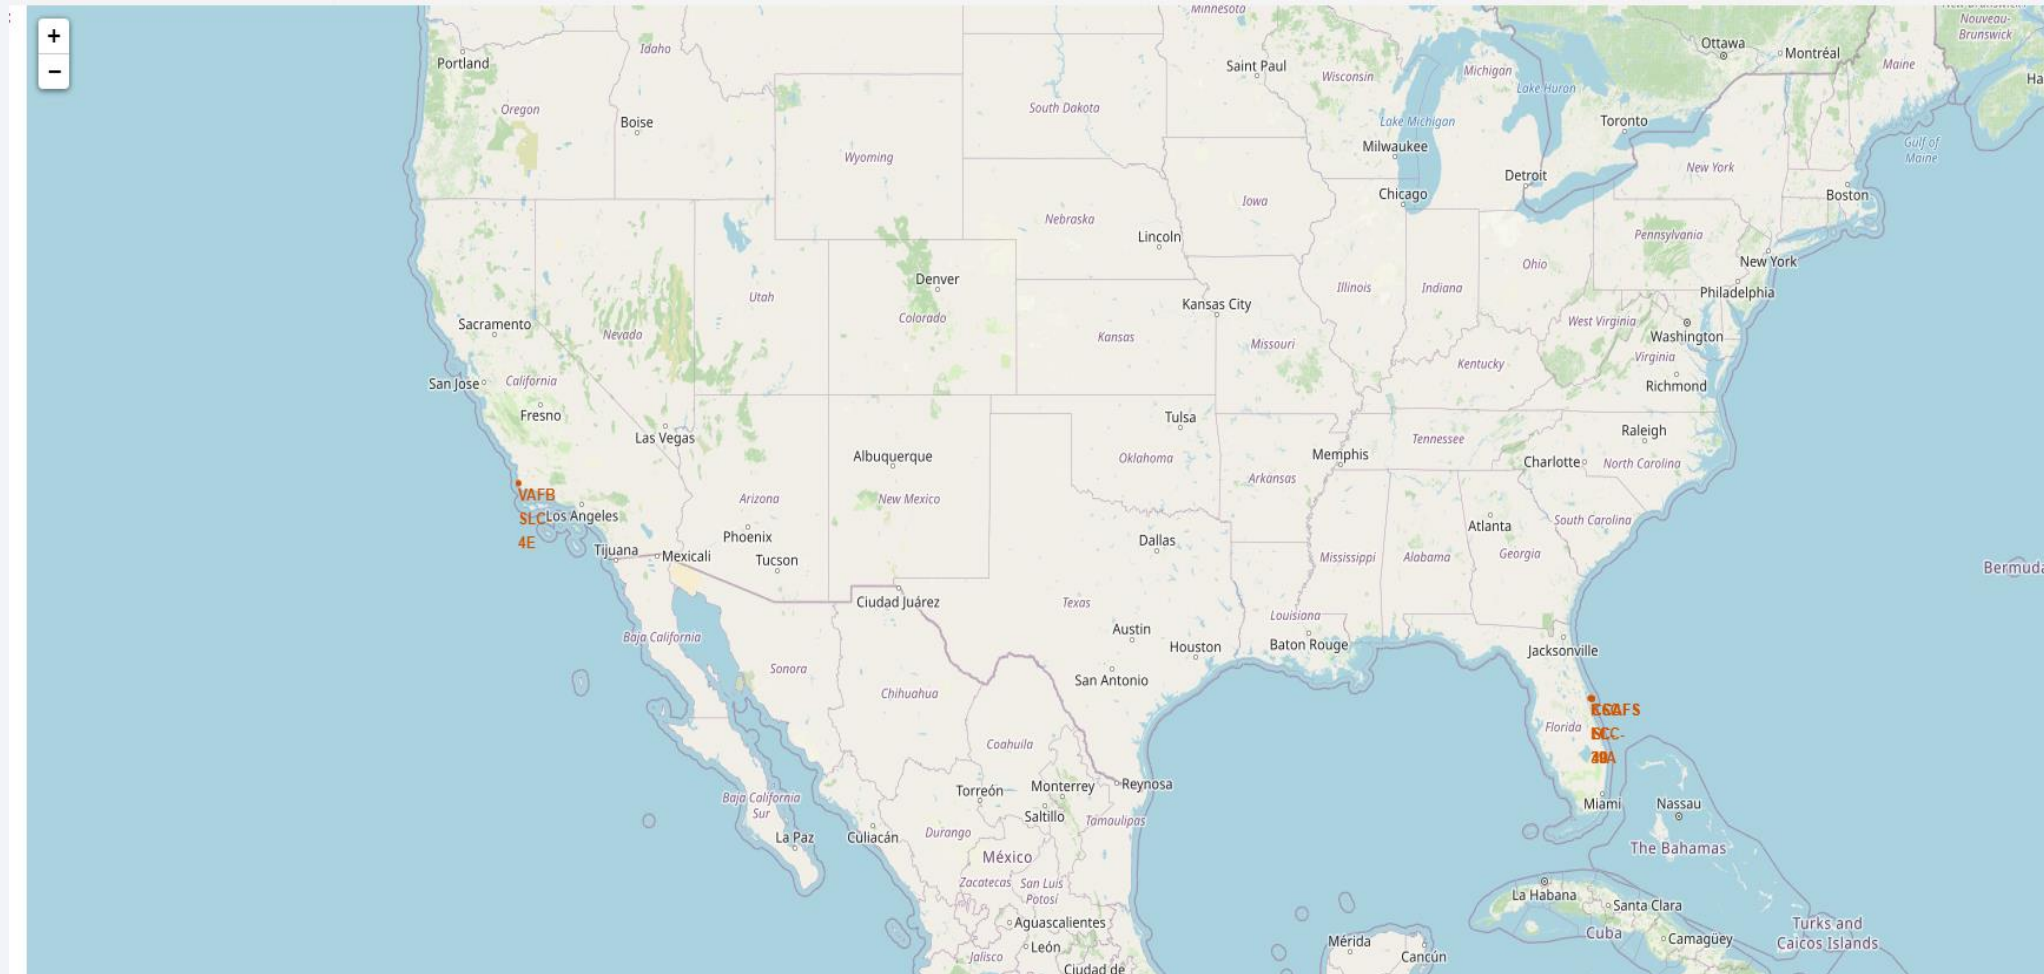 +
−
Minnesota
Nouveau-
Brunswick
Portland
Idaho
Saint Paul
Wisconsin
Michigan
Ottawa
Montréal
Maine
Ha
Oregon
Boise
South Dakota
Lake Huron
Toronto
Lake Michigan
Milwaukee
Gulf of
Maine
Wyoming
New York
Detroit
Chicago
Boston
Iowa
Nebraska
Lincoln
Pennsylvania
New York
Ohio
Denver
Utah
Illinois
Indiana
Philadelphia
Kansas City
Colorado
West Virginia
Sacramento
Nevada
Kansas
Missouri
Washington
Virginia
Kentucky
San Jose
California
Richmond
Fresno
Tulsa
Las Vegas
Raleigh
Tennessee
Albuquerque
Oklahoma
Memphis
Charlotte
North Carolina
Arkansas
VAFB
SLC-
4E
Los Angeles
Arizona
New Mexico
Phoenix
Atlanta
South Carolina
Tijuana
Mexicali
Tucson
Dallas
Mississippi
Alabama
Georgia
Bermuda
Ciudad Juárez
Texas
Louisiana
Austin
Baja California
Houston
Baton Rouge
Jacksonville
Sonora
San Antonio
Chihuahua
Florida
Coahuila
Torreón
Monterrey
Reynosa
Baja California
Sur
Saltillo
Tamaulipas
Miami
Nassau
La Paz
Culiacán
Durango
The Bahamas
México
Zacatecas
San Luis
Potosí
La Habana
Santa Clara
Aguascalientes
Turks and
Caicos Islands
Cuba
Camagüey
León
Mérida
Cancún
Jalisco
Ciudad de